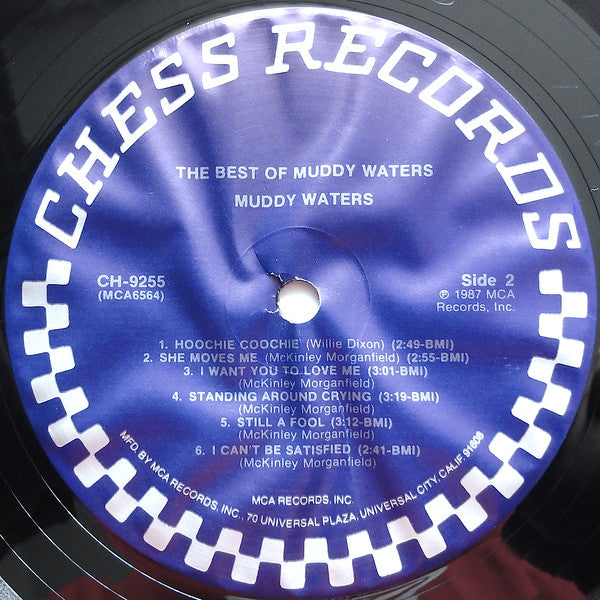 CHESS RECORDS
THE BEST OF MUDDY WATERS
MUDDY WATERS
CH-9255
(MCA6564)
Side 2
℗ 1987 MCA
Records, Inc.
1. HOOCHIE COOCHIE (Willie Dixon) (2:49-BMI)
2. SHE MOVES ME (McKinley Morganfield) (2:55-BMI)
3. I WANT YOU TO LOVE ME (3:01-BMI)
(McKinley Morganfield)
4. STANDING AROUND CRYING (3:19-BMI)
(McKinley Morganfield)
5. STILL A FOOL (3:12-BMI)
(McKinley Morganfield)
6. I CAN'T BE SATISFIED (2:41-BMI)
(McKinley Morganfield)
MCA RECORDS, INC.
MFD. BY MCA RECORDS, INC., 70 UNIVERSAL PLAZA, UNIVERSAL CITY, CALIF. 91608